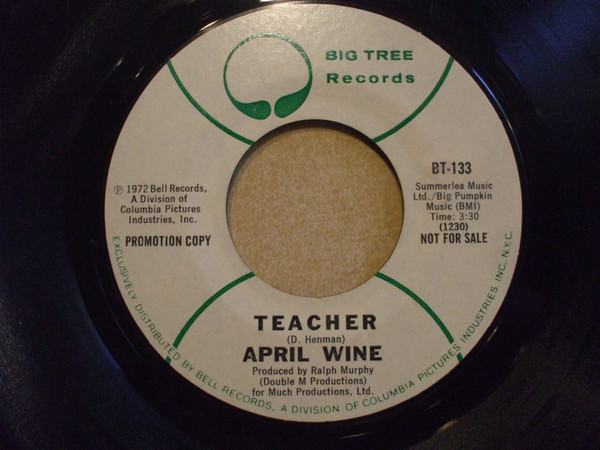 BIG TREE
Records
BT-133
Ⓟ 1972 Bell Records,
A Division of
Columbia Pictures
Industries, Inc.
PROMOTION COPY
Summerlea Music
Ltd./Big Pumpkin
Music (BMI)
Time: 3:30
(1230)
NOT FOR SALE
TEACHER
(D. Henman)
APRIL WINE
Produced by Ralph Murphy
(Double M Productions)
for Much Productions, Ltd.
EXCLUSIVELY DISTRIBUTED BY BELL RECORDS, A DIVISION OF COLUMBIA PICTURES INDUSTRIES INC. N.Y.C.